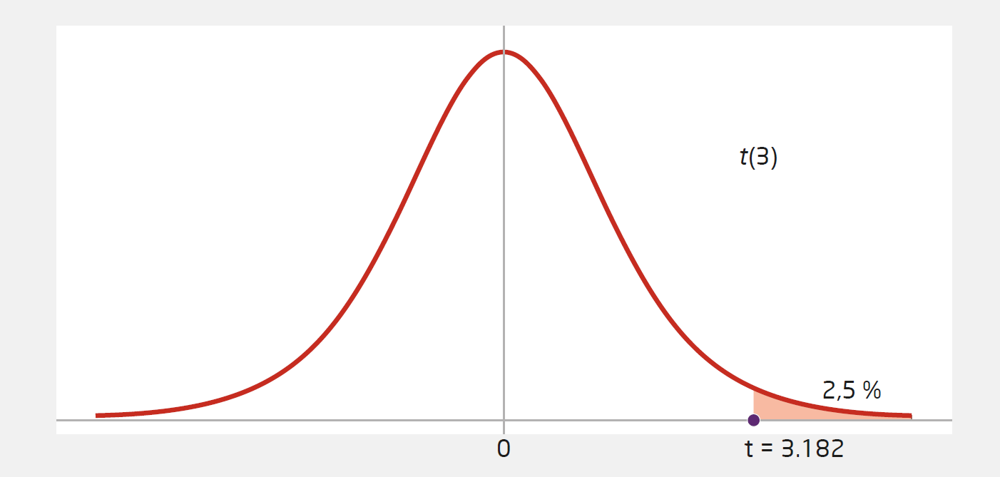 t(3)
2,5 %
0
t = 3.182